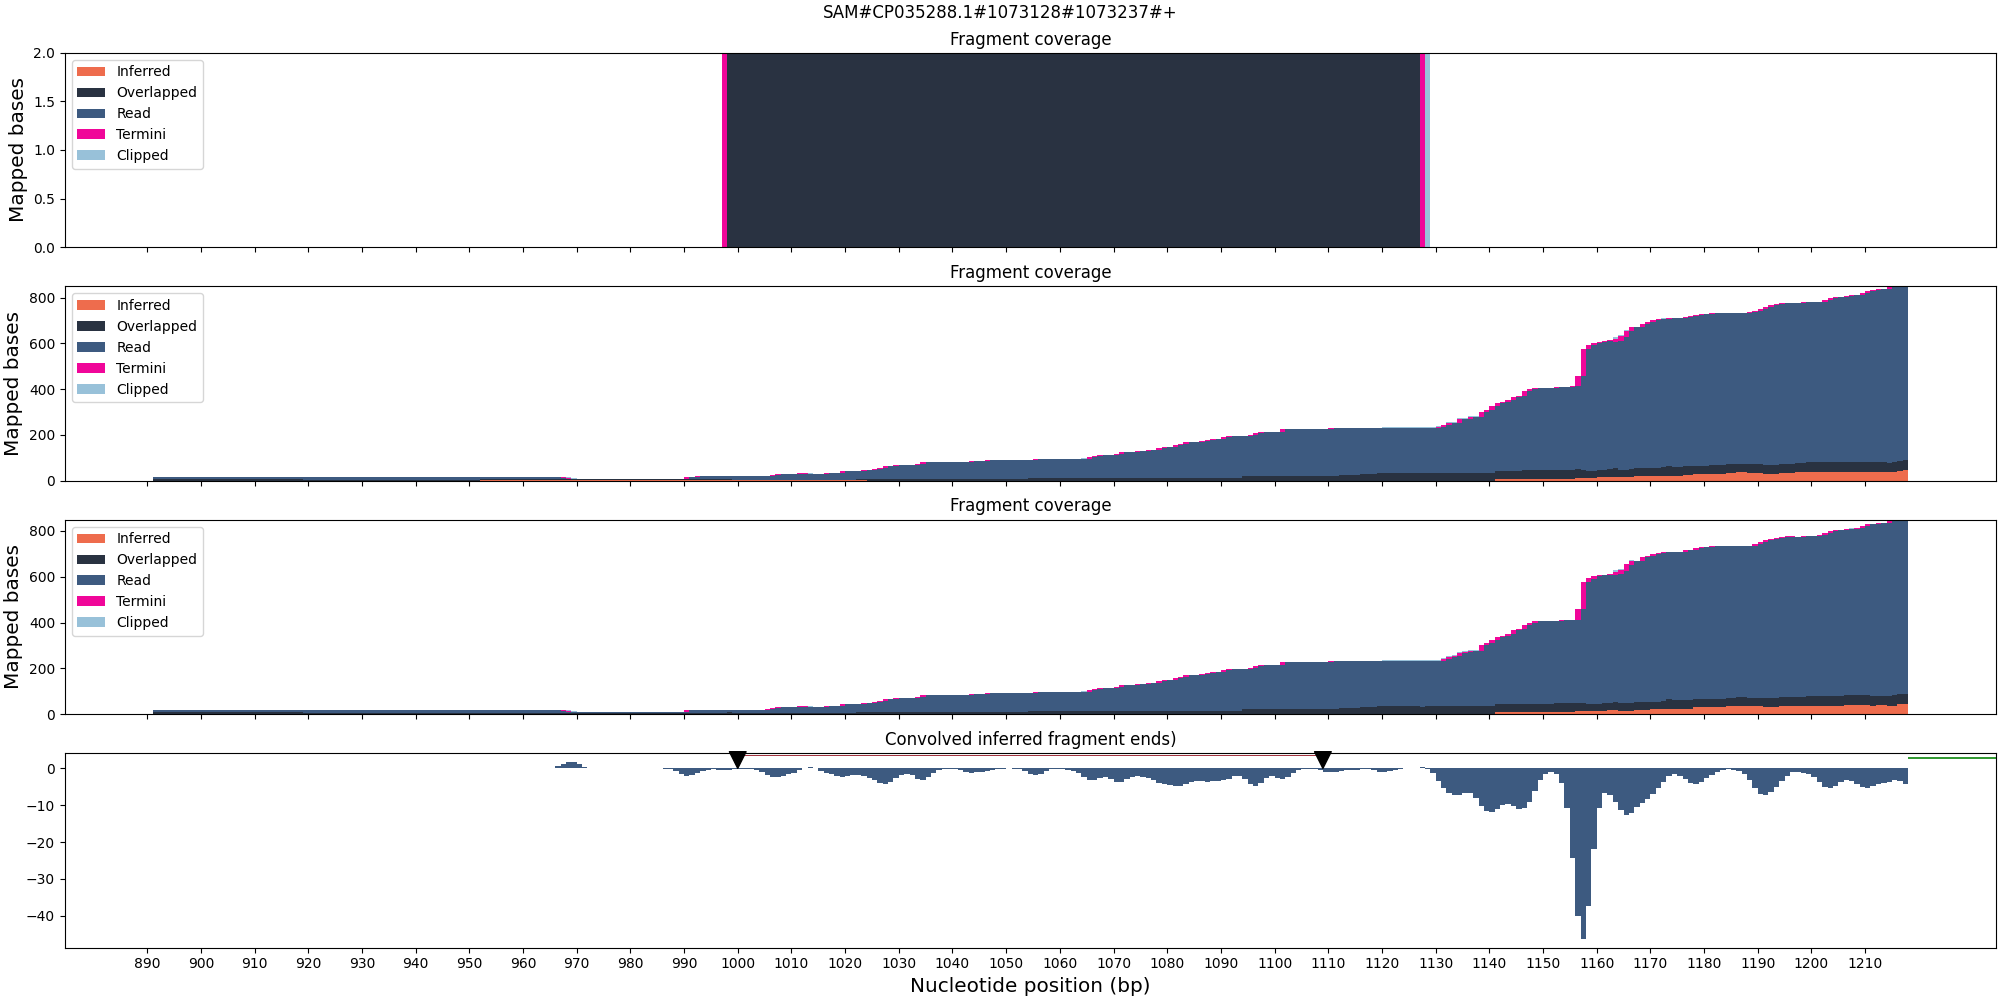 SAM#CP035288.1#1073128#1073237#+
Fragment coverage
Mapped bases
2.0
1.5
1.0
0.5
0.0
Inferred
Overlapped
Read
Termini
Clipped
Fragment coverage
Mapped bases
800
600
400
200
0
Inferred
Overlapped
Read
Termini
Clipped
Fragment coverage
Mapped bases
800
600
400
200
0
Inferred
Overlapped
Read
Termini
Clipped
Convolved inferred fragment ends)
0
−10
−20
−30
−40
890 900 910 920 930 940 950 960 970 980 990 1000 1010 1020 1030 1040 1050 1060 1070 1080 1090 1100 1110 1120 1130 1140 1150 1160 1170 1180 1190 1200 1210
Nucleotide position (bp)